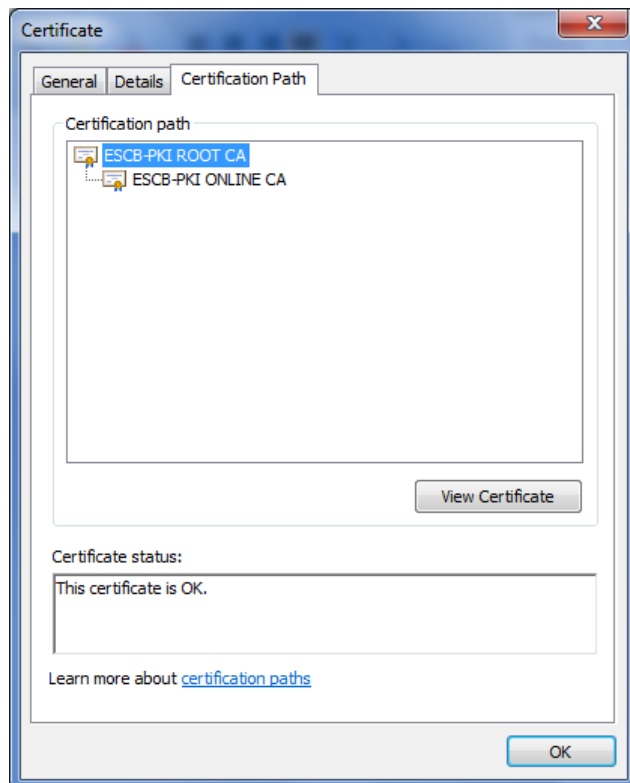 Certificate
General Details Certification Path
Certification path
ESCB-PKI ROOT CA
ESCB-PKI ONLINE CA
View Certificate
Certificate status:
This certificate is OK.
Learn more about certification paths
OK